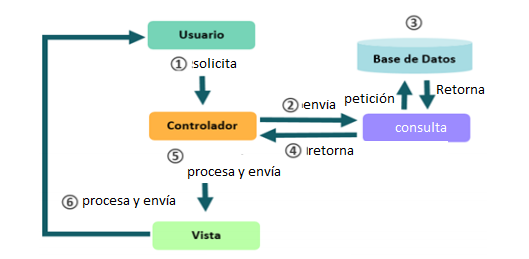 Usuario
③
Base de Datos
① solicita
② envia
petición
Retorna
Controlador
consulta
④ retorna
⑤
procesa y envía
⑥ procesa y envía
Vista